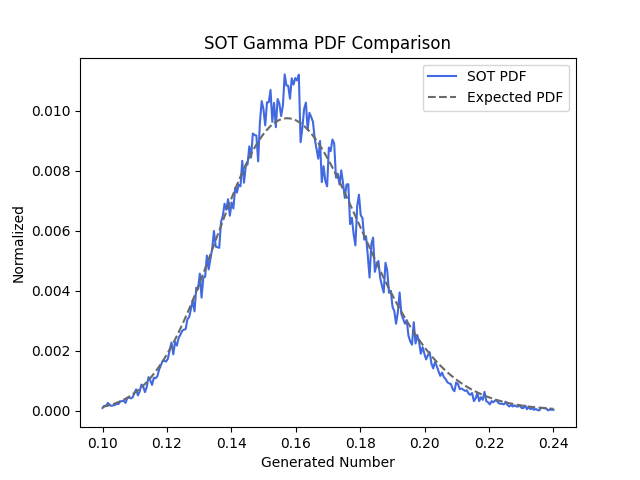 SOT Gamma PDF Comparison
SOT PDF
Expected PDF
Normalized
0.010
0.008
0.006
0.004
0.002
0.000
0.10 0.12 0.14 0.16 0.18 0.20 0.22 0.24
Generated Number